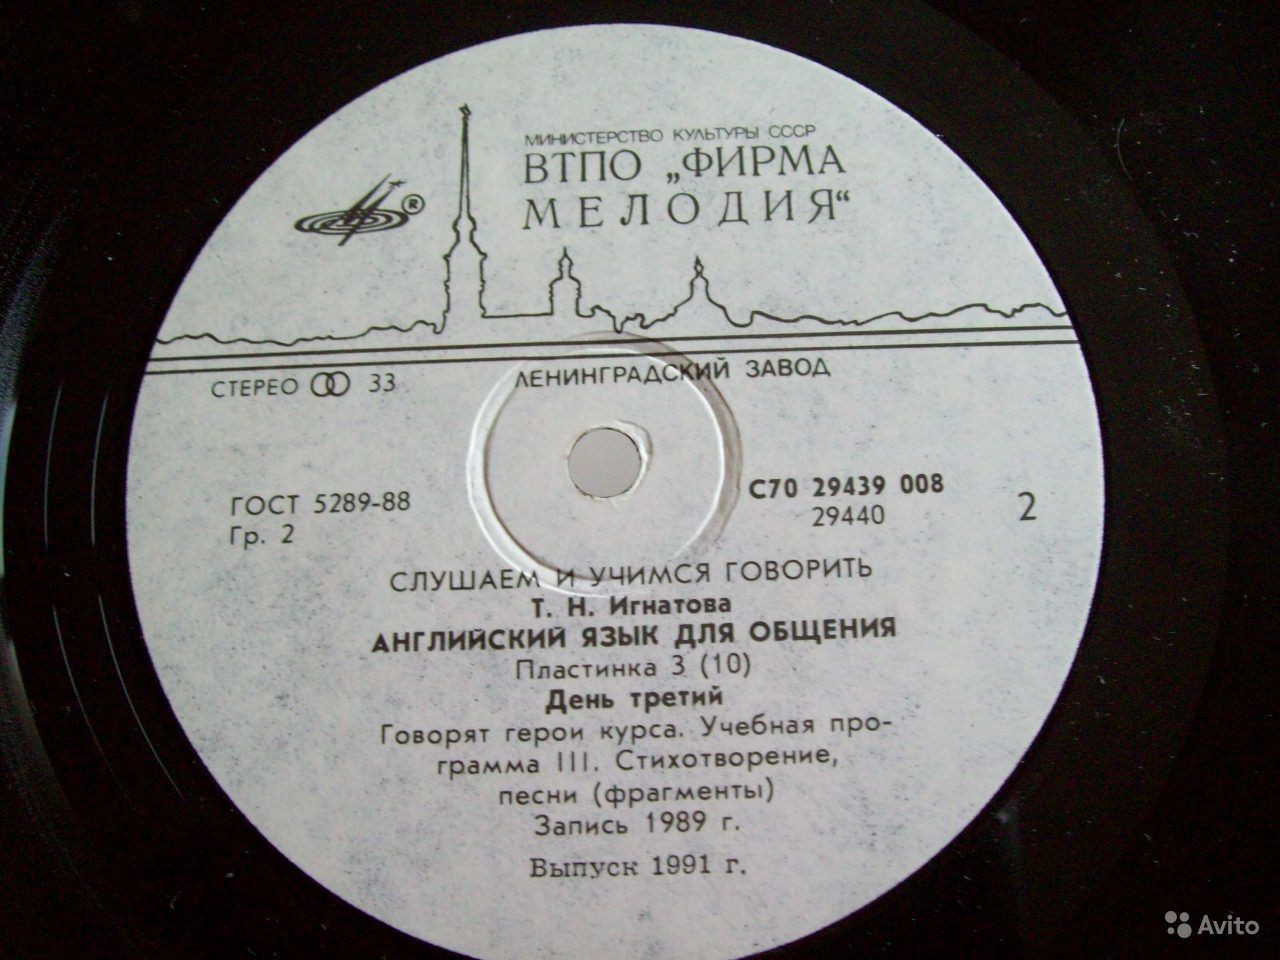 МИНИСТЕРСТВО КУЛЬТУРЫ СССР
ВТПО „ФИРМА
МЕЛОДИЯ“
®
СТЕРЕО 33
ЛЕНИНГРАДСКИЙ ЗАВОД
ГОСТ 5289-88
Гр. 2
С70 29439 008
29440
2
СЛУШАЕМ И УЧИМСЯ ГОВОРИТЬ
Т. Н. Игнатова
АНГЛИЙСКИЙ ЯЗЫК ДЛЯ ОБЩЕНИЯ
Пластинка 3 (10)
День третий
Говорят герои курса. Учебная про-
грамма III. Стихотворение,
песни (фрагменты)
Запись 1989 г.
Выпуск 1991 г.
Avito